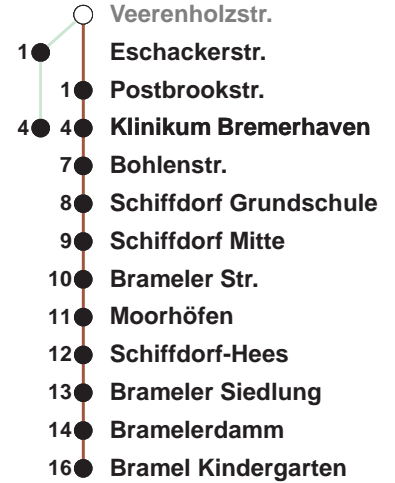 Veerenholzstr.
1 Eschackerstr.
1 Postbrookstr.
4 4 Klinikum Bremerhaven
7 Bohlenstr.
8 Schiffdorf Grundschule
9 Schiffdorf Mitte
10 Brameler Str.
11 Moorhöfen
12 Schiffdorf-Hees
13 Brameler Siedlung
14 Bramelerdamm
16 Bramel Kindergarten